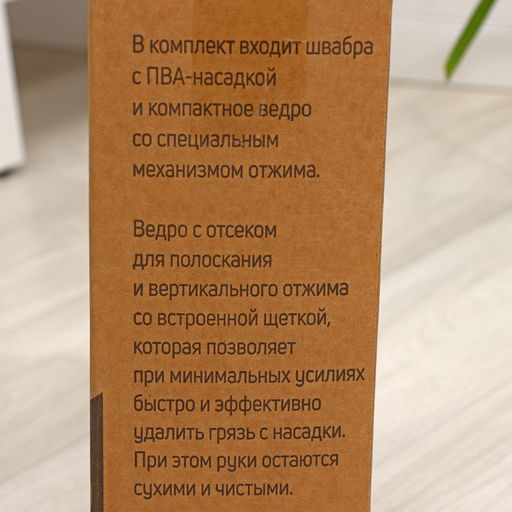 В комплект входит швабра
с ПВА-насадкой
и компактное ведро
со специальным
механизмом отжима.
Ведро с отсеком
для полоскания
и вертикального отжима
со встроенной щеткой,
которая позволяет
при минимальных усилиях
быстро и эффективно
удалить грязь с насадки.
При этом руки остаются
сухими и чистыми.